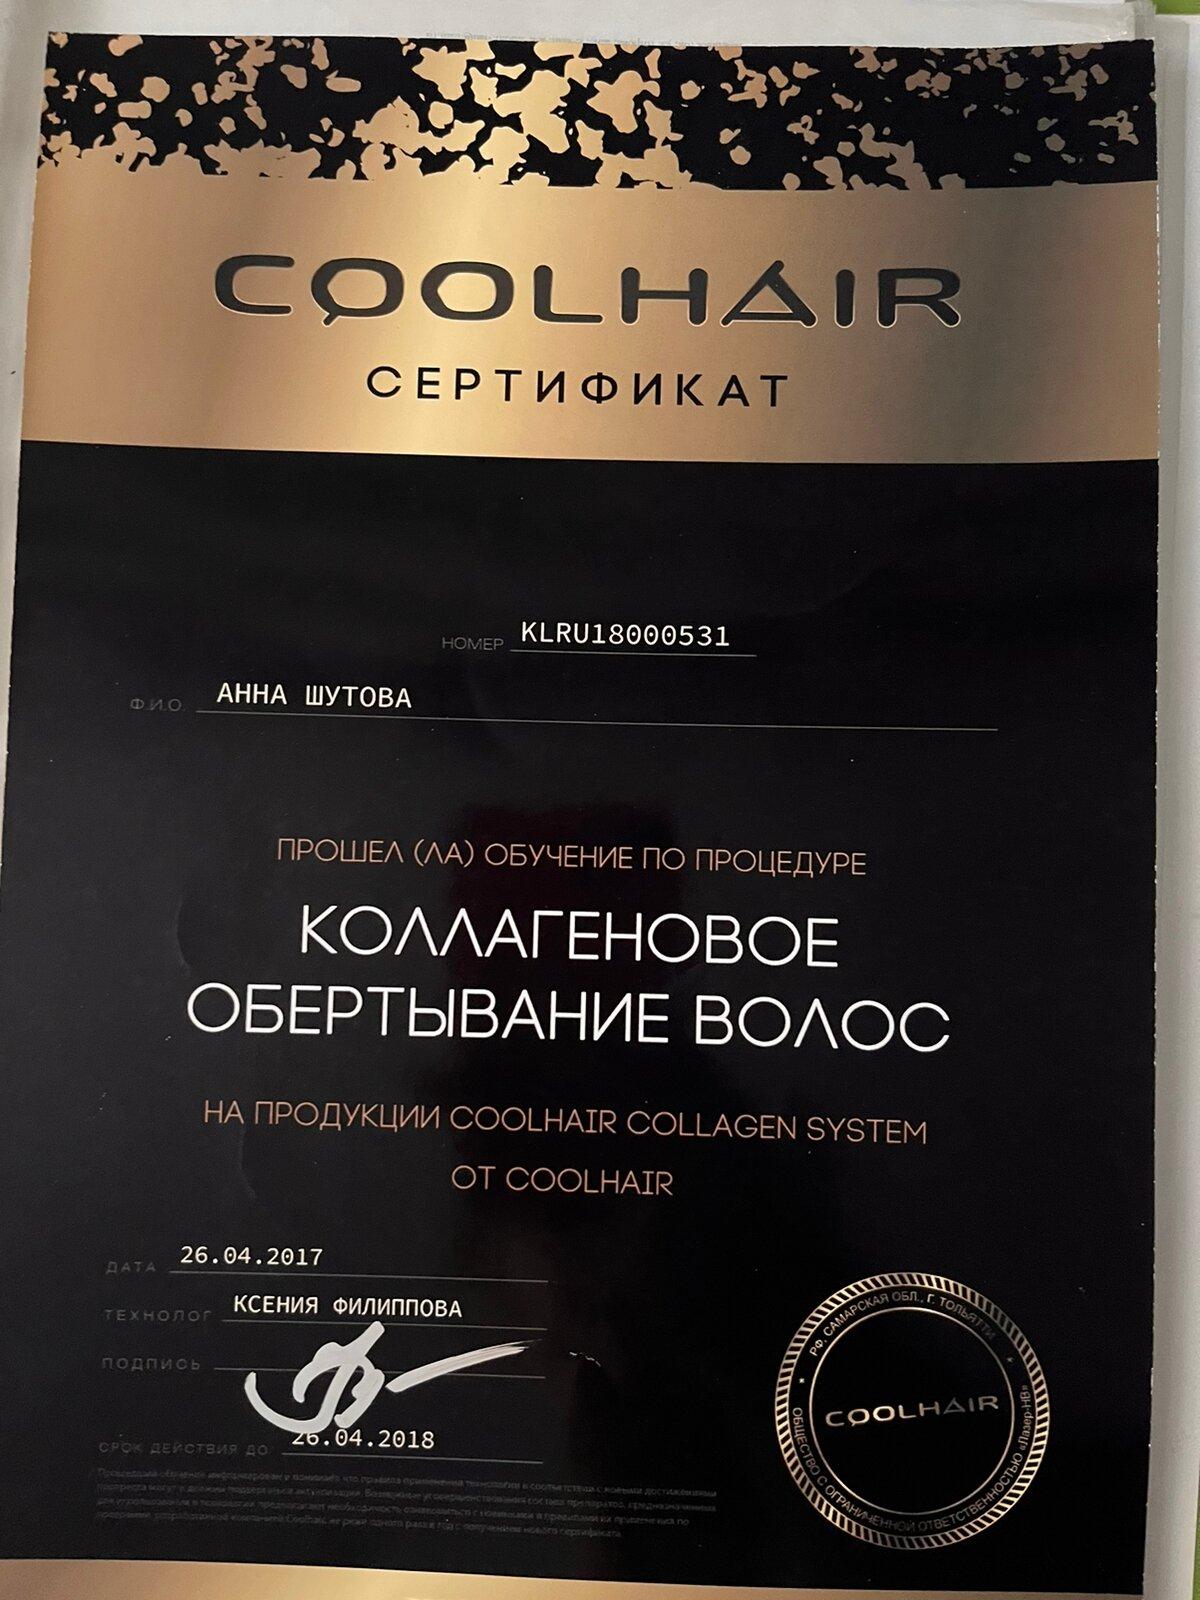 COOLHAIR
СЕРТИФИКАТ
НОМЕР KLRU18000531
Ф.И.О. АННА ШУТОВА
ПРОШЕЛ (ЛА) ОБУЧЕНИЕ ПО ПРОЦЕДУРЕ
КОЛЛАГЕНОВОЕ
ОБЕРТЫВАНИЕ ВОЛОС
НА ПРОДУКЦИИ COOLHAIR COLLAGEN SYSTEM
ОТ COOLHAIR
ДАТА 26.04.2017
ТЕХНОЛОГ КСЕНИЯ ФИЛИППОВА
ПОДПИСЬ
СРОК ДЕЙСТВИЯ ДО 26.04.2018
РФ, САМАРСКАЯ ОБЛ., Г. ТОЛЬЯТТИ
COOLHAIR
ОБЩЕСТВО С ОГРАНИЧЕННОЙ ОТВЕТСТВЕННОСТЬЮ «Лазер-НВ»